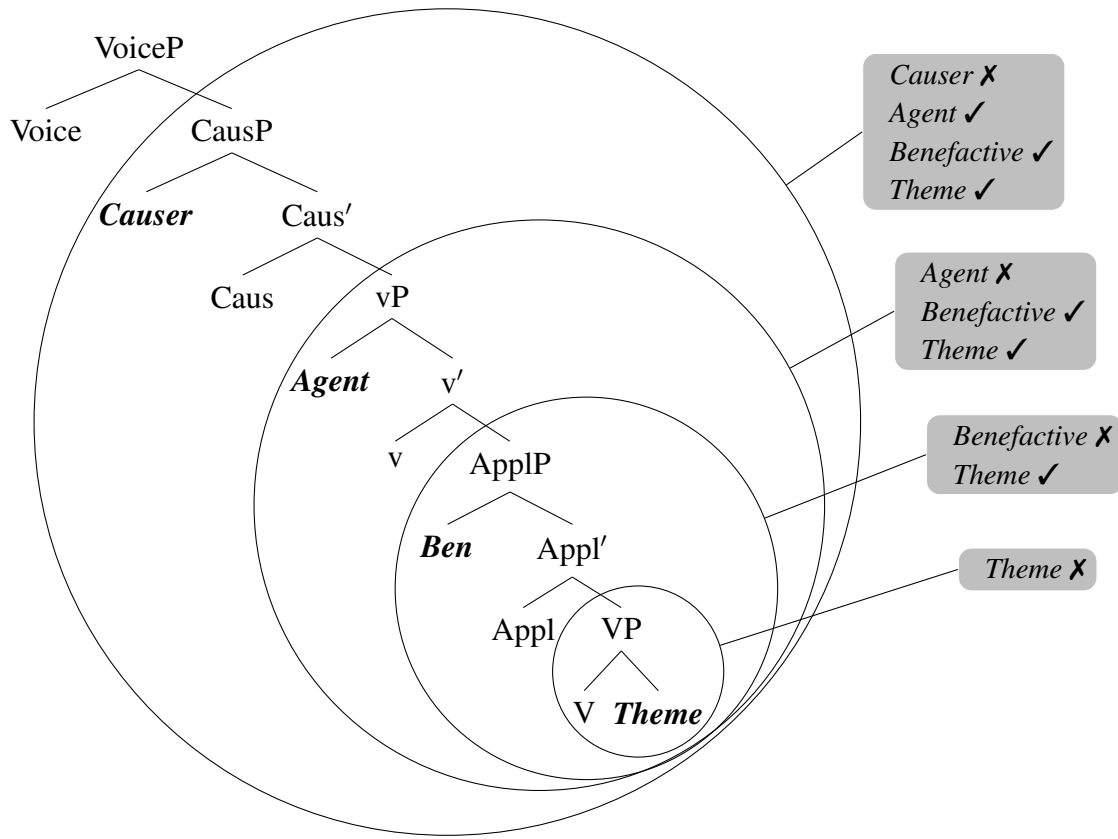 VoiceP
Voice CausP
Causer Caus′
Caus vP
Agent v′
v ApplP
Ben Appl′
Appl VP
V Theme
Causer ✗
Agent ✓
Benefactive ✓
Theme ✓
Agent ✗
Benefactive ✓
Theme ✓
Benefactive ✗
Theme ✓
Theme ✗